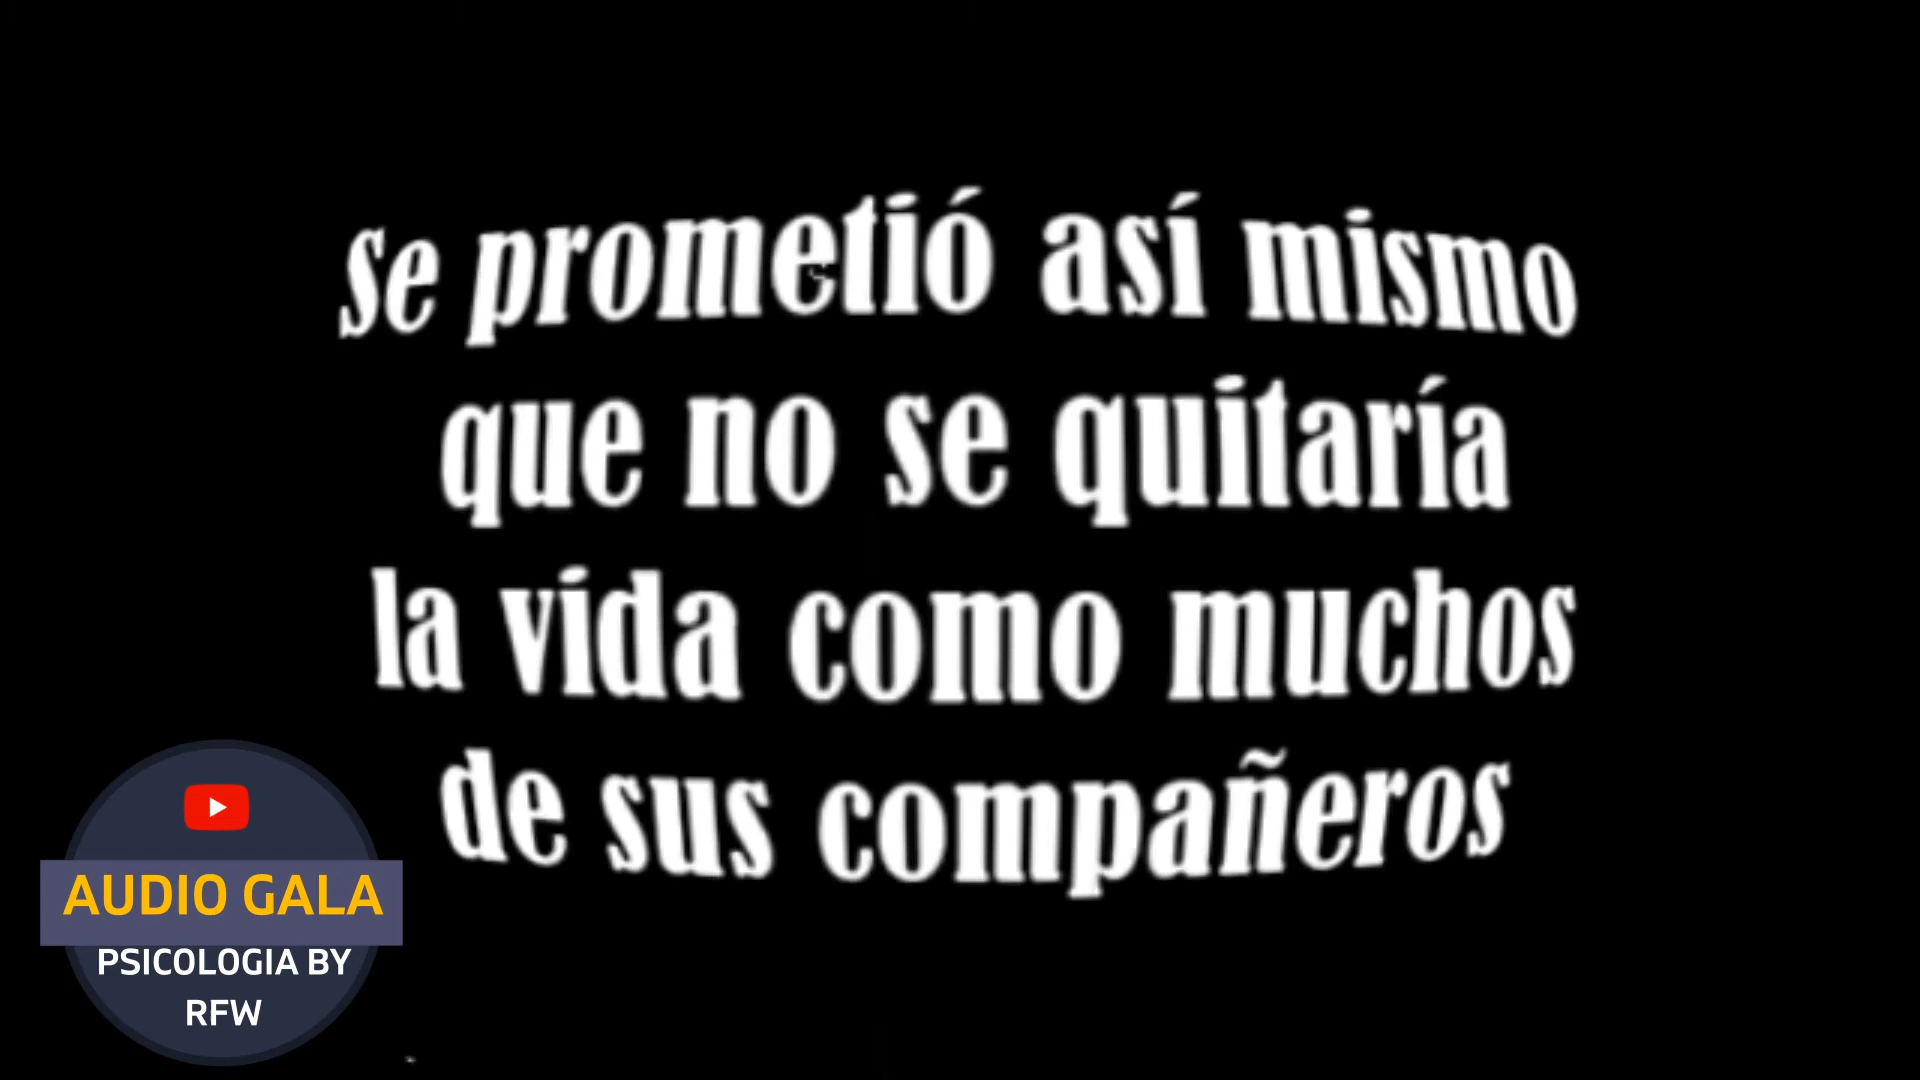 Se prometió así mismo
que no se quitaría
la vida como muchos
de sus compañeros
AUDIO GALA
PSICOLOGIA BY
RFW